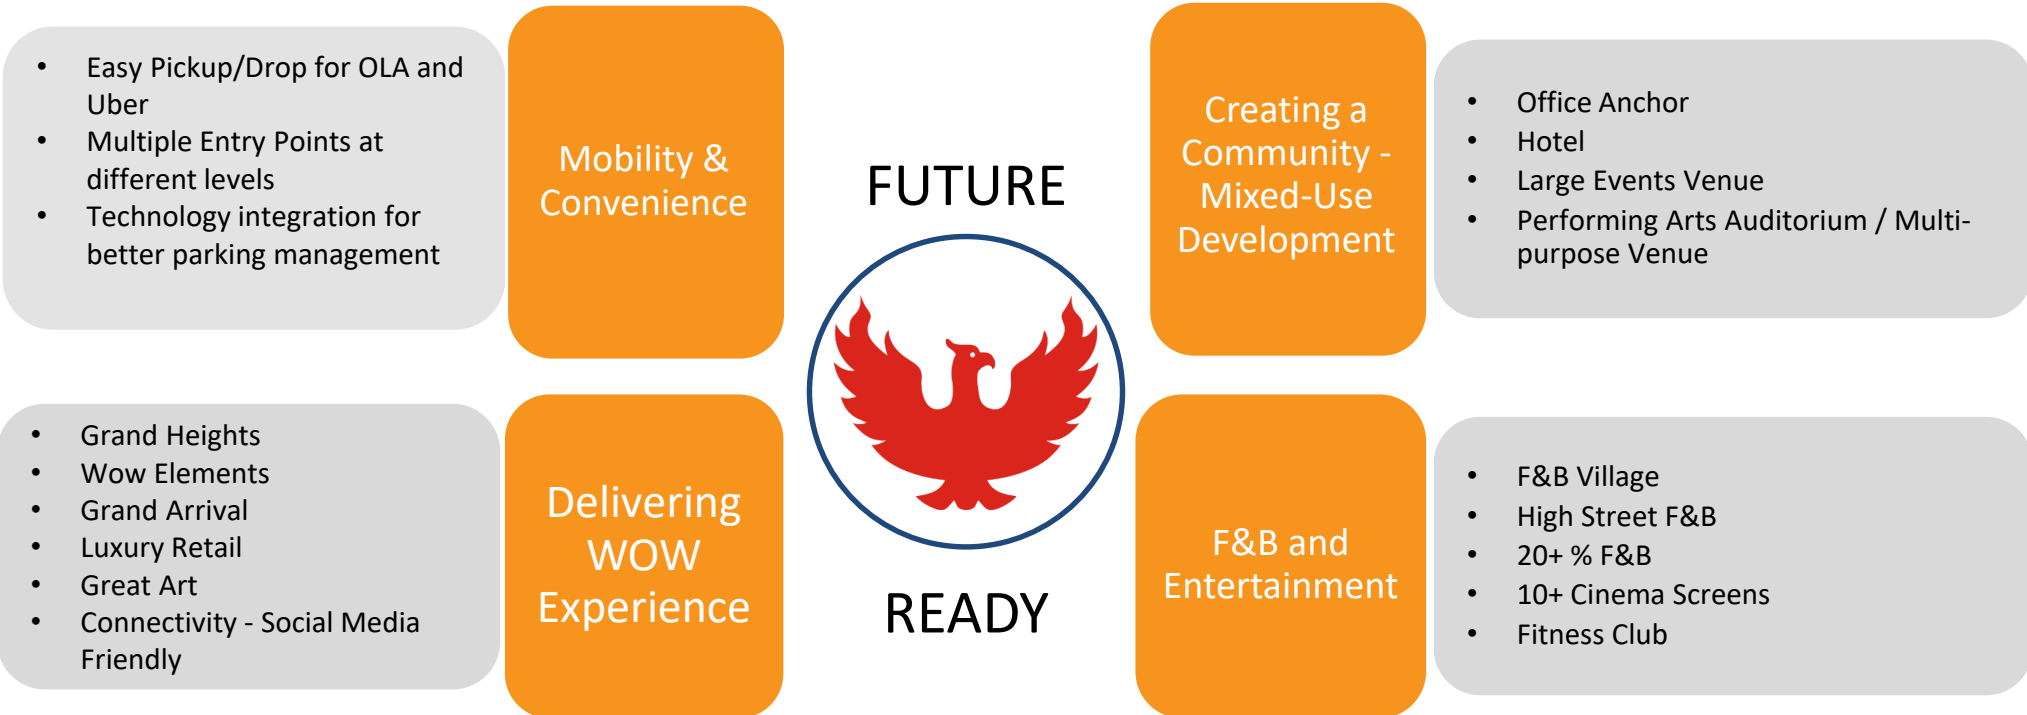 • Easy Pickup/Drop for OLA and
Uber
• Multiple Entry Points at
different levels
• Technology integration for
better parking management
Mobility &
Convenience
FUTURE
READY
Creating a
Community -
Mixed-Use
Development
• Office Anchor
• Hotel
• Large Events Venue
• Performing Arts Auditorium / Multi-
purpose Venue
• Grand Heights
• Wow Elements
• Grand Arrival
• Luxury Retail
• Great Art
• Connectivity - Social Media
Friendly
Delivering
WOW
Experience
F&B and
Entertainment
• F&B Village
• High Street F&B
• 20+ % F&B
• 10+ Cinema Screens
• Fitness Club